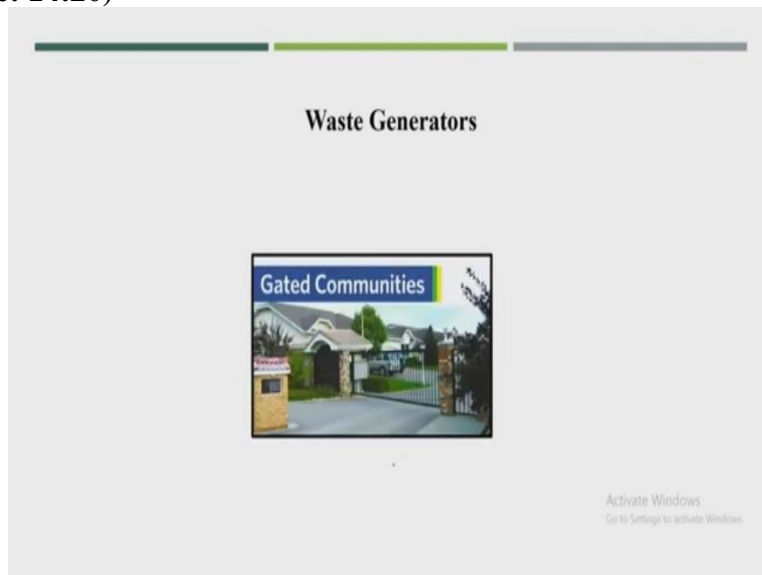 Waste Generators
Gated Communities
Activate Windows
Go to Settings to activate Windows.